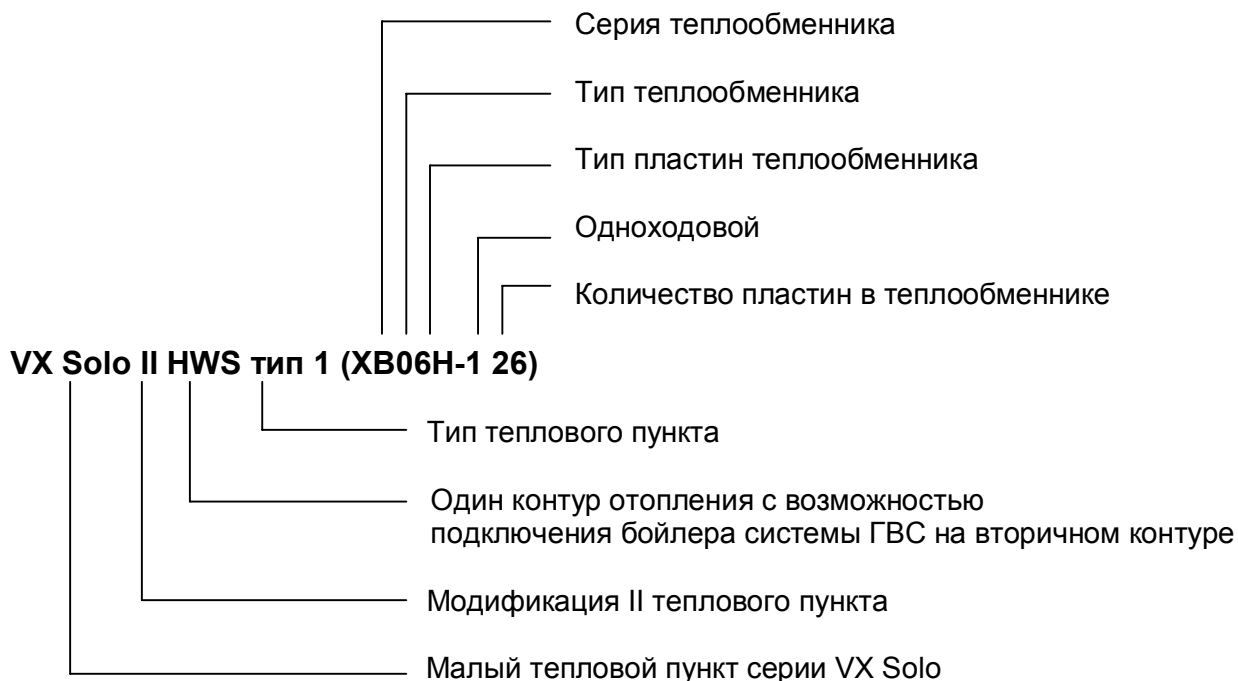 Серия теплообменника
Тип теплообменника
Тип пластин теплообменника
Одноходовой
Количество пластин в теплообменнике
VX Solo II HWS тип 1 (XB06H-1 26)
Тип теплового пункта
Один контур отопления с возможностью
подключения бойлера системы ГВС на вторичном контуре
Модификация II теплового пункта
Малый тепловой пункт серии VX Solo